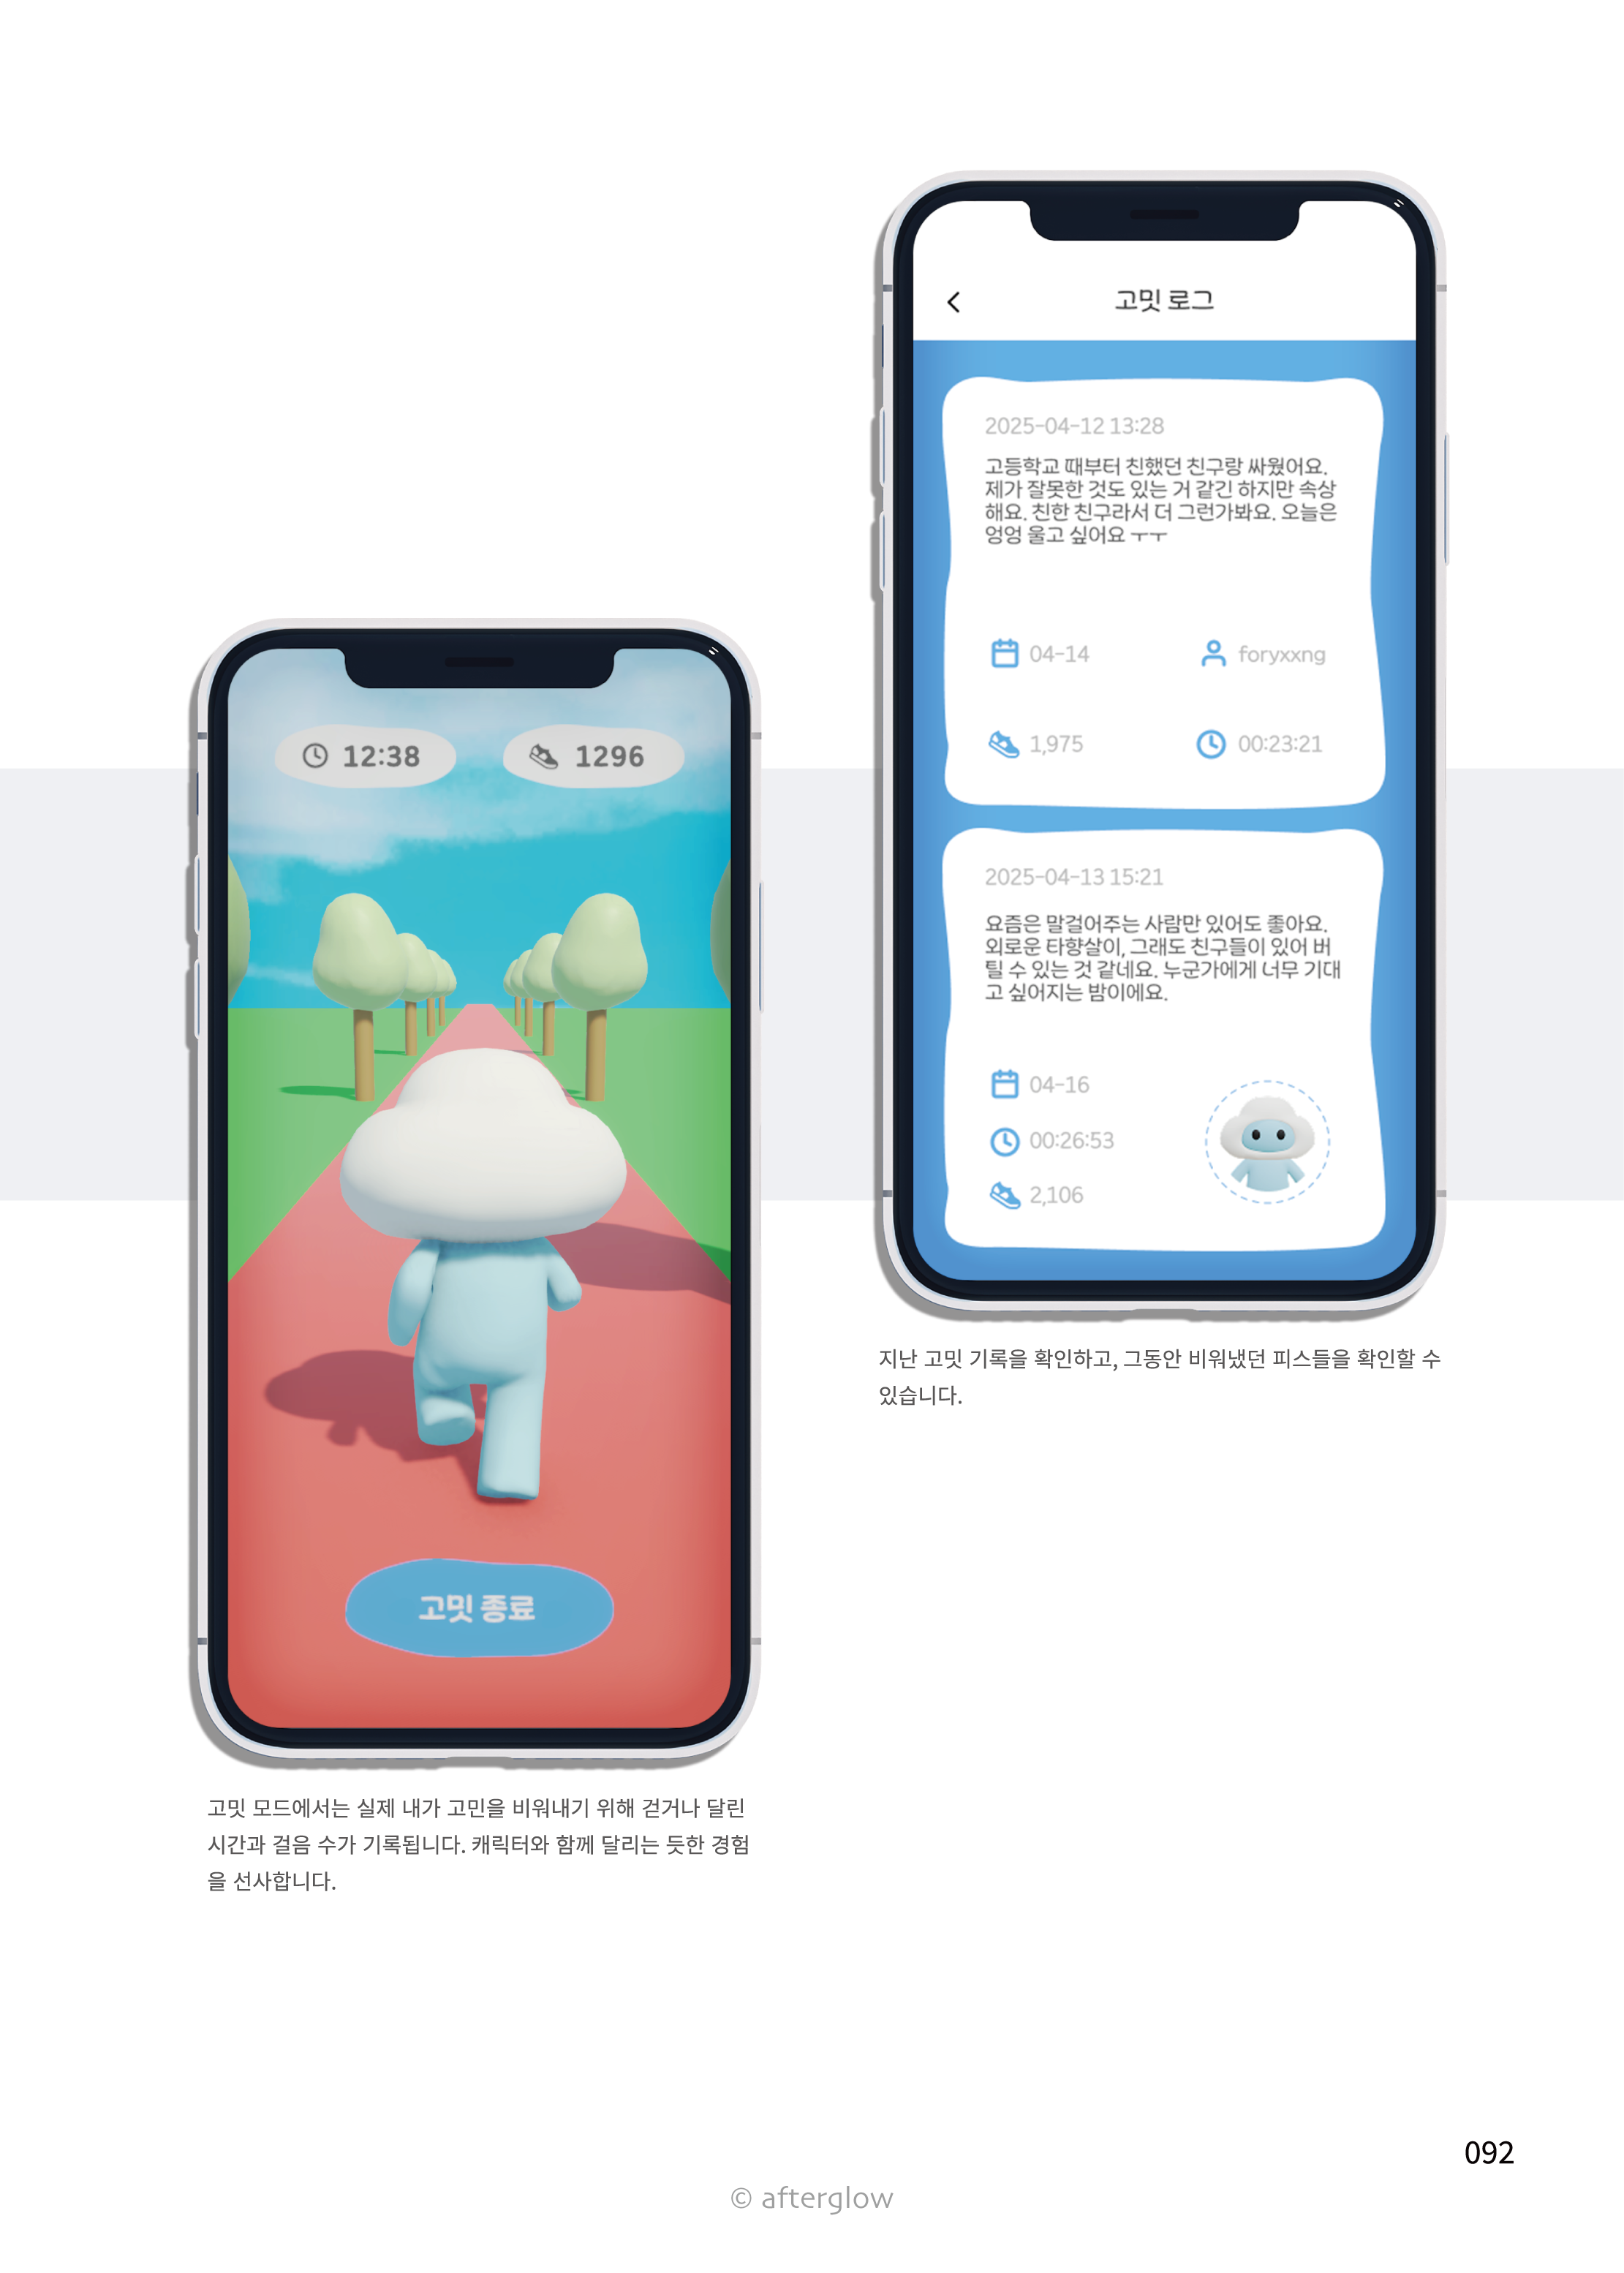 고밋 로그
2025-04-12 13:28
고등학교 때부터 친했던 친구랑 싸웠어요.
제가 잘못한 것도 있는 거 같긴 하지만 속상
해요. 친한 친구라서 더 그런가봐요. 오늘은
엉엉 울고 싶어요 ㅜㅜ
04-14
foryxxng
1,975
00:23:21
2025-04-13 15:21
요즘은 말걸어주는 사람만 있어도 좋아요.
외로운 타향살이, 그래도 친구들이 있어 버
틸 수 있는 것 같네요. 누군가에게 너무 기대
고 싶어지는 밤이에요.
04-16
00:26:53
2,106
지난 고밋 기록을 확인하고, 그동안 비워냈던 피스들을 확인할 수
있습니다.
12:38
1296
고밋 종료
고밋 모드에서는 실제 내가 고민을 비워내기 위해 걷거나 달린
시간과 걸음 수가 기록됩니다. 캐릭터와 함께 달리는 듯한 경험
을 선사합니다.
092
© afterglow